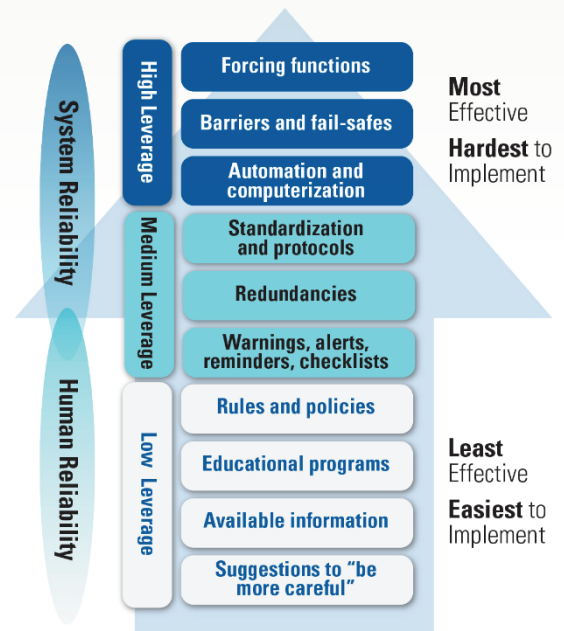 System Reliability
Human Reliability
High Leverage
Medium Leverage
Low Leverage
Forcing functions
Barriers and fail-safes
Automation and
computerization
Standardization
and protocols
Redundancies
Warnings, alerts,
reminders, checklists
Rules and policies
Educational programs
Available information
Suggestions to “be
more careful”
Most
Effective
Hardest to
Implement
Least
Effective
Easiest to
Implement